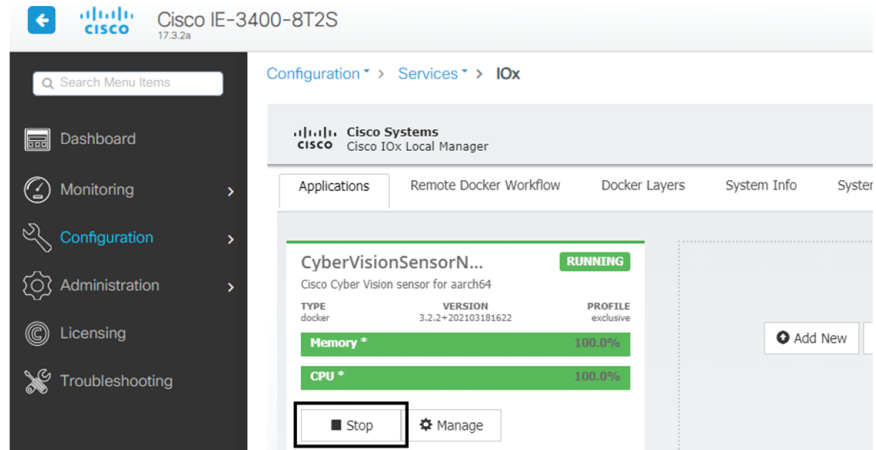 CISCO
Cisco IE-3400-8T2S
17.3.2a
Search Menu Items
Dashboard
Monitoring
Configuration
Administration
Licensing
Troubleshooting
Configuration > Services > IOx
CISCO
Cisco Systems
Cisco IOx Local Manager
Applications Remote Docker Workflow Docker Layers System Info Syster
CyberVisionSensorN... RUNNING
Cisco Cyber Vision sensor for aarch64
TYPE VERSION PROFILE
docker 3.2.2+202103181622 exclusive
Memory * 100.0%
CPU * 100.0%
Stop Manage
Add New